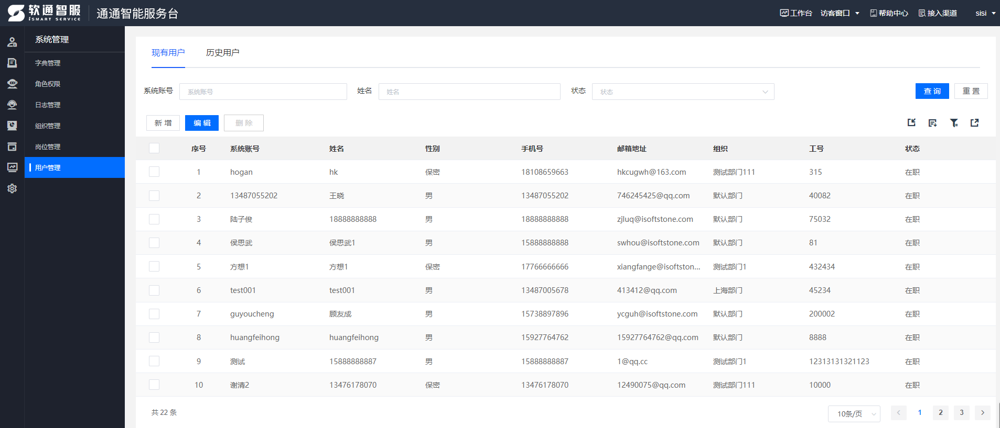 软通智服
iSMART SERVICE
通通智能服务台
工作台 访客窗口 帮助中心 接入渠道 sisi
系统管理
字典管理
角色权限
日志管理
组织管理
岗位管理
用户管理
现有用户 历史用户
系统账号 系统账号 姓名 姓名 状态 状态 查 询 重 置
新 增 编 辑 删 除
序号 系统账号 姓名 性别 手机号 邮箱地址 组织 工号 状态
1 hogan hk 保密 18108659663 hkcugwh@163.com 测试部门111 315 在职
2 13487055202 王晓 男 13487055202 746245425@qq.com 默认部门 40082 在职
3 陆子俊 18888888888 男 18888888888 zjluq@isoftstone.com 默认部门 75032 在职
4 侯思武 侯思武1 男 15888888888 swhou@isoftstone.com 默认部门 81 在职
5 方想1 方想1 保密 17766666666 xiangfange@isoftston... 测试部门1 432434 在职
6 test001 test001 男 13487005678 413412@qq.com 上海部门 45234 在职
7 guyoucheng 顾友成 男 15738897896 ycguh@isoftstone.com 默认部门 200002 在职
8 huangfeihong huangfeihong 男 15927764762 15927764762@qq.com 默认部门 8888 在职
9 测试 15888888887 男 15888888887 1@qq.cc 测试部门1 12313131321123 在职
10 谢清2 13476178070 保密 13476178070 12490075@qq.com 测试部门111 10000 在职
共 22 条 10条/页 1 2 3